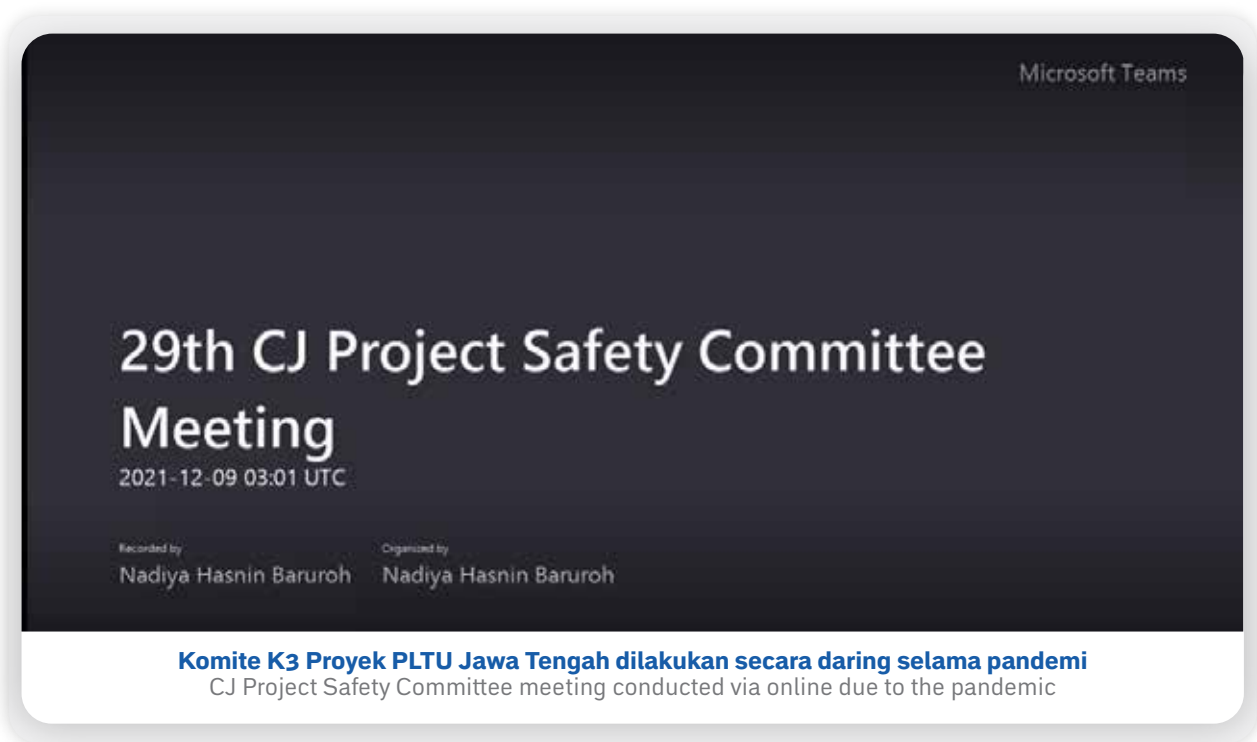 Microsoft Teams
29th CJ Project Safety Committee
Meeting
2021-12-09 03:01 UTC
Recorded by
Organized by
Nadiya Hasnin Baruroh
Nadiya Hasnin Baruroh
Komite K3 Proyek PLTU Jawa Tengah dilakukan secara daring selama pandemi
CJ Project Safety Committee meeting conducted via online due to the pandemic